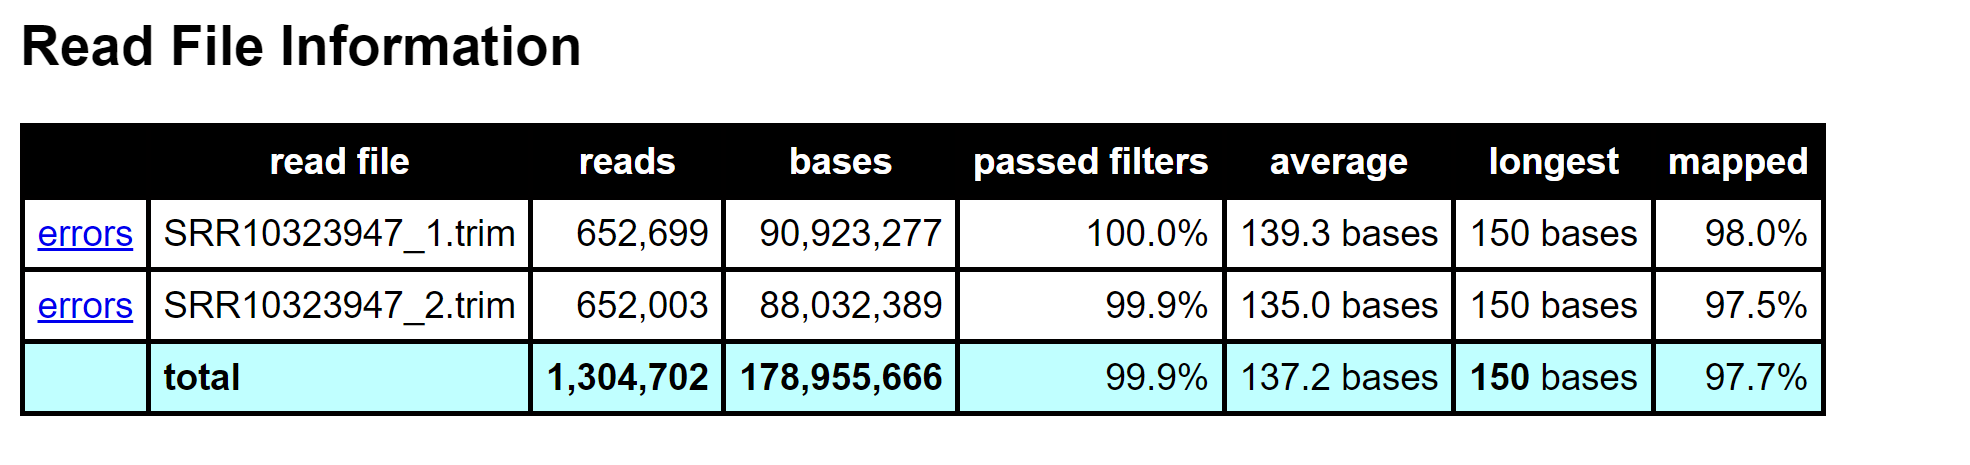 Read File Information
read file reads bases passed filters average longest mapped
errors SRR10323947_1.trim 652,699 90,923,277 100.0% 139.3 bases 150 bases 98.0%
errors SRR10323947_2.trim 652,003 88,032,389 99.9% 135.0 bases 150 bases 97.5%
total 1,304,702 178,955,666 99.9% 137.2 bases 150 bases 97.7%